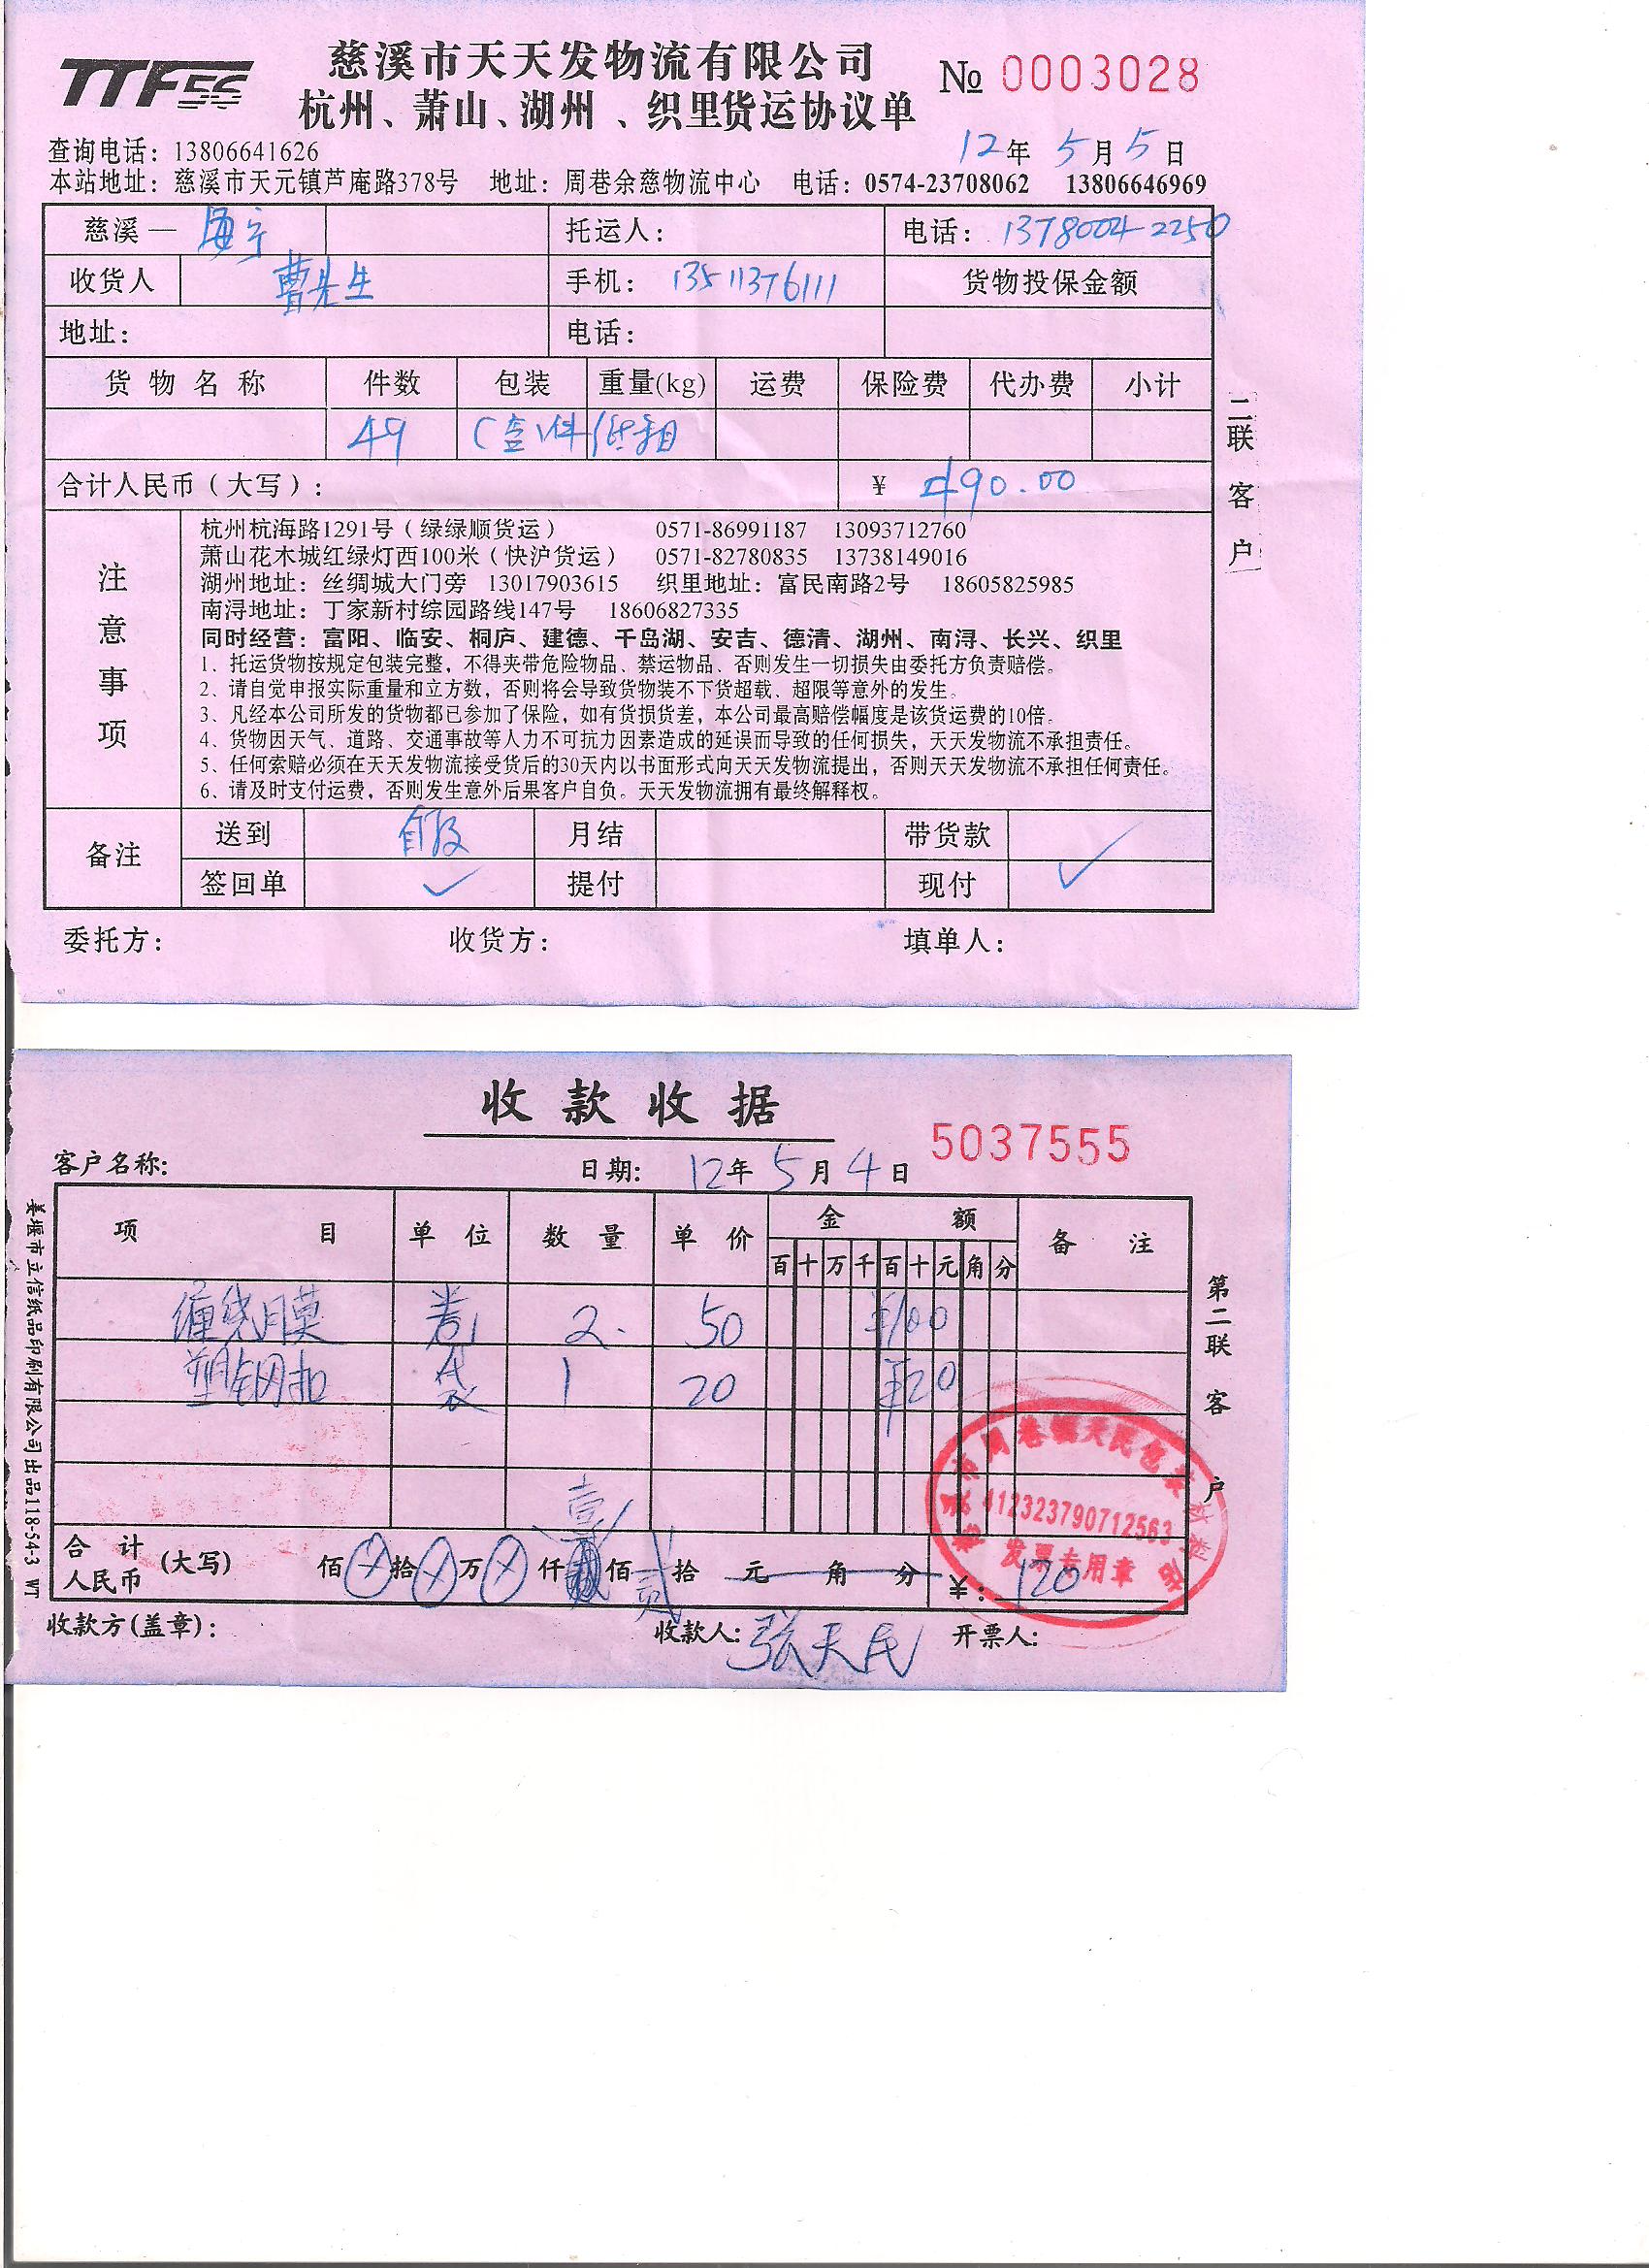 TTF56
慈溪市天天发物流有限公司
№ 0003028
杭州、萧山、湖州、织里货运协议单
查询电话：13806641626
12年5月5日
本站地址：慈溪市天元镇芦庵路378号 地址：周巷余慈物流中心 电话：0574-23708062 13806646969
慈溪一 海宁 托运人： 电话：13780042250
收货人 曹先生 手机：13511376111 货物投保金额
地址： 电话：
货物名称 件数 包装 重量(kg) 运费 保险费 代办费 小计
49
合计人民币（大写）： ¥ 490.00
二联客户
注意事项
杭州杭海路1291号（绿绿顺货运） 0571-86991187 13093712760
萧山花木城红绿灯西100米（快沪货运） 0571-82780835 13738149016
湖州地址：丝绸城大门旁 13017903615 织里地址：富民南路2号 18605825985
南浔地址：丁家新村综园路线147号 18606827335
同时经营：富阳、临安、桐庐、建德、千岛湖、安吉、德清、湖州、南浔、长兴、织里
1、托运货物按规定包装完整，不得夹带危险物品、禁运物品、否则发生一切损失由委托方负责赔偿。
2、请自觉申报实际重量和立方数，否则将会导致货物装不下货超载、超限等意外的发生。
3、凡经本公司所发的货物都已参加了保险，如有货损货差，本公司最高赔偿幅度是该货运费的10倍。
4、货物因天气、道路、交通事故等人力不可抗力因素造成的延误而导致的任何损失，天天发物流不承担责任。
5、任何索赔必须在天天发物流接受货后的30天内以书面形式向天天发物流提出，否则天天发物流不承担任何责任。
6、请及时支付运费，否则发生意外后果客户自负。天天发物流拥有最终解释权。
备注 送到 自提 月结 带货款
签回单 ✓ 提付 现付 ✓
委托方： 收货方： 填单人：
收款收据
5037555
客户名称： 日期：12年5月4日
项目 单位 数量 单价 金额 备注
百十万千百十元角分
缠绕膜 卷 2 50 ¥100
塑钢扣 袋 1 20 ¥20
合计人民币（大写） 佰 拾 万 仟 壹佰 贰拾 元 角 分 ¥：120
收款方(盖章)： 收款人：张天民 开票人：
第二联客户
姜堰市立信纸品印刷有限公司出品118-54-3 WT
慈溪市周巷镇天民包装材料店
412323790712563
发票专用章